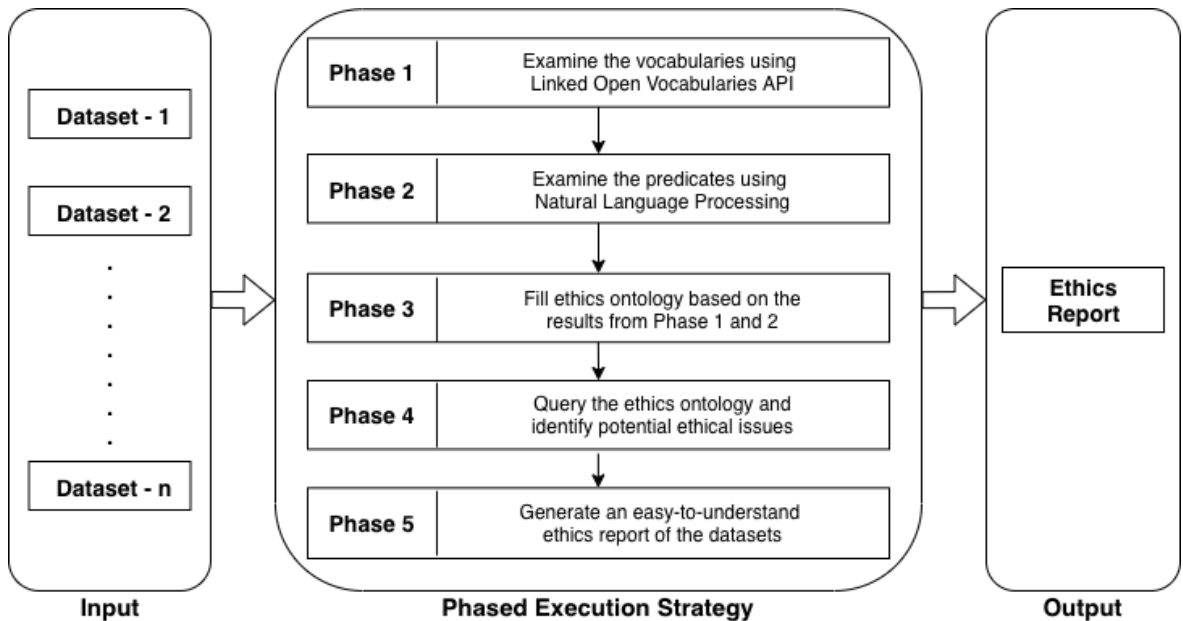 Dataset - 1
Dataset - 2
Dataset - n
Input
Phase 1
Examine the vocabularies using
Linked Open Vocabularies API
Phase 2
Examine the predicates using
Natural Language Processing
Phase 3
Fill ethics ontology based on the
results from Phase 1 and 2
Phase 4
Query the ethics ontology and
identify potential ethical issues
Phase 5
Generate an easy-to-understand
ethics report of the datasets
Phased Execution Strategy
Ethics
Report
Output